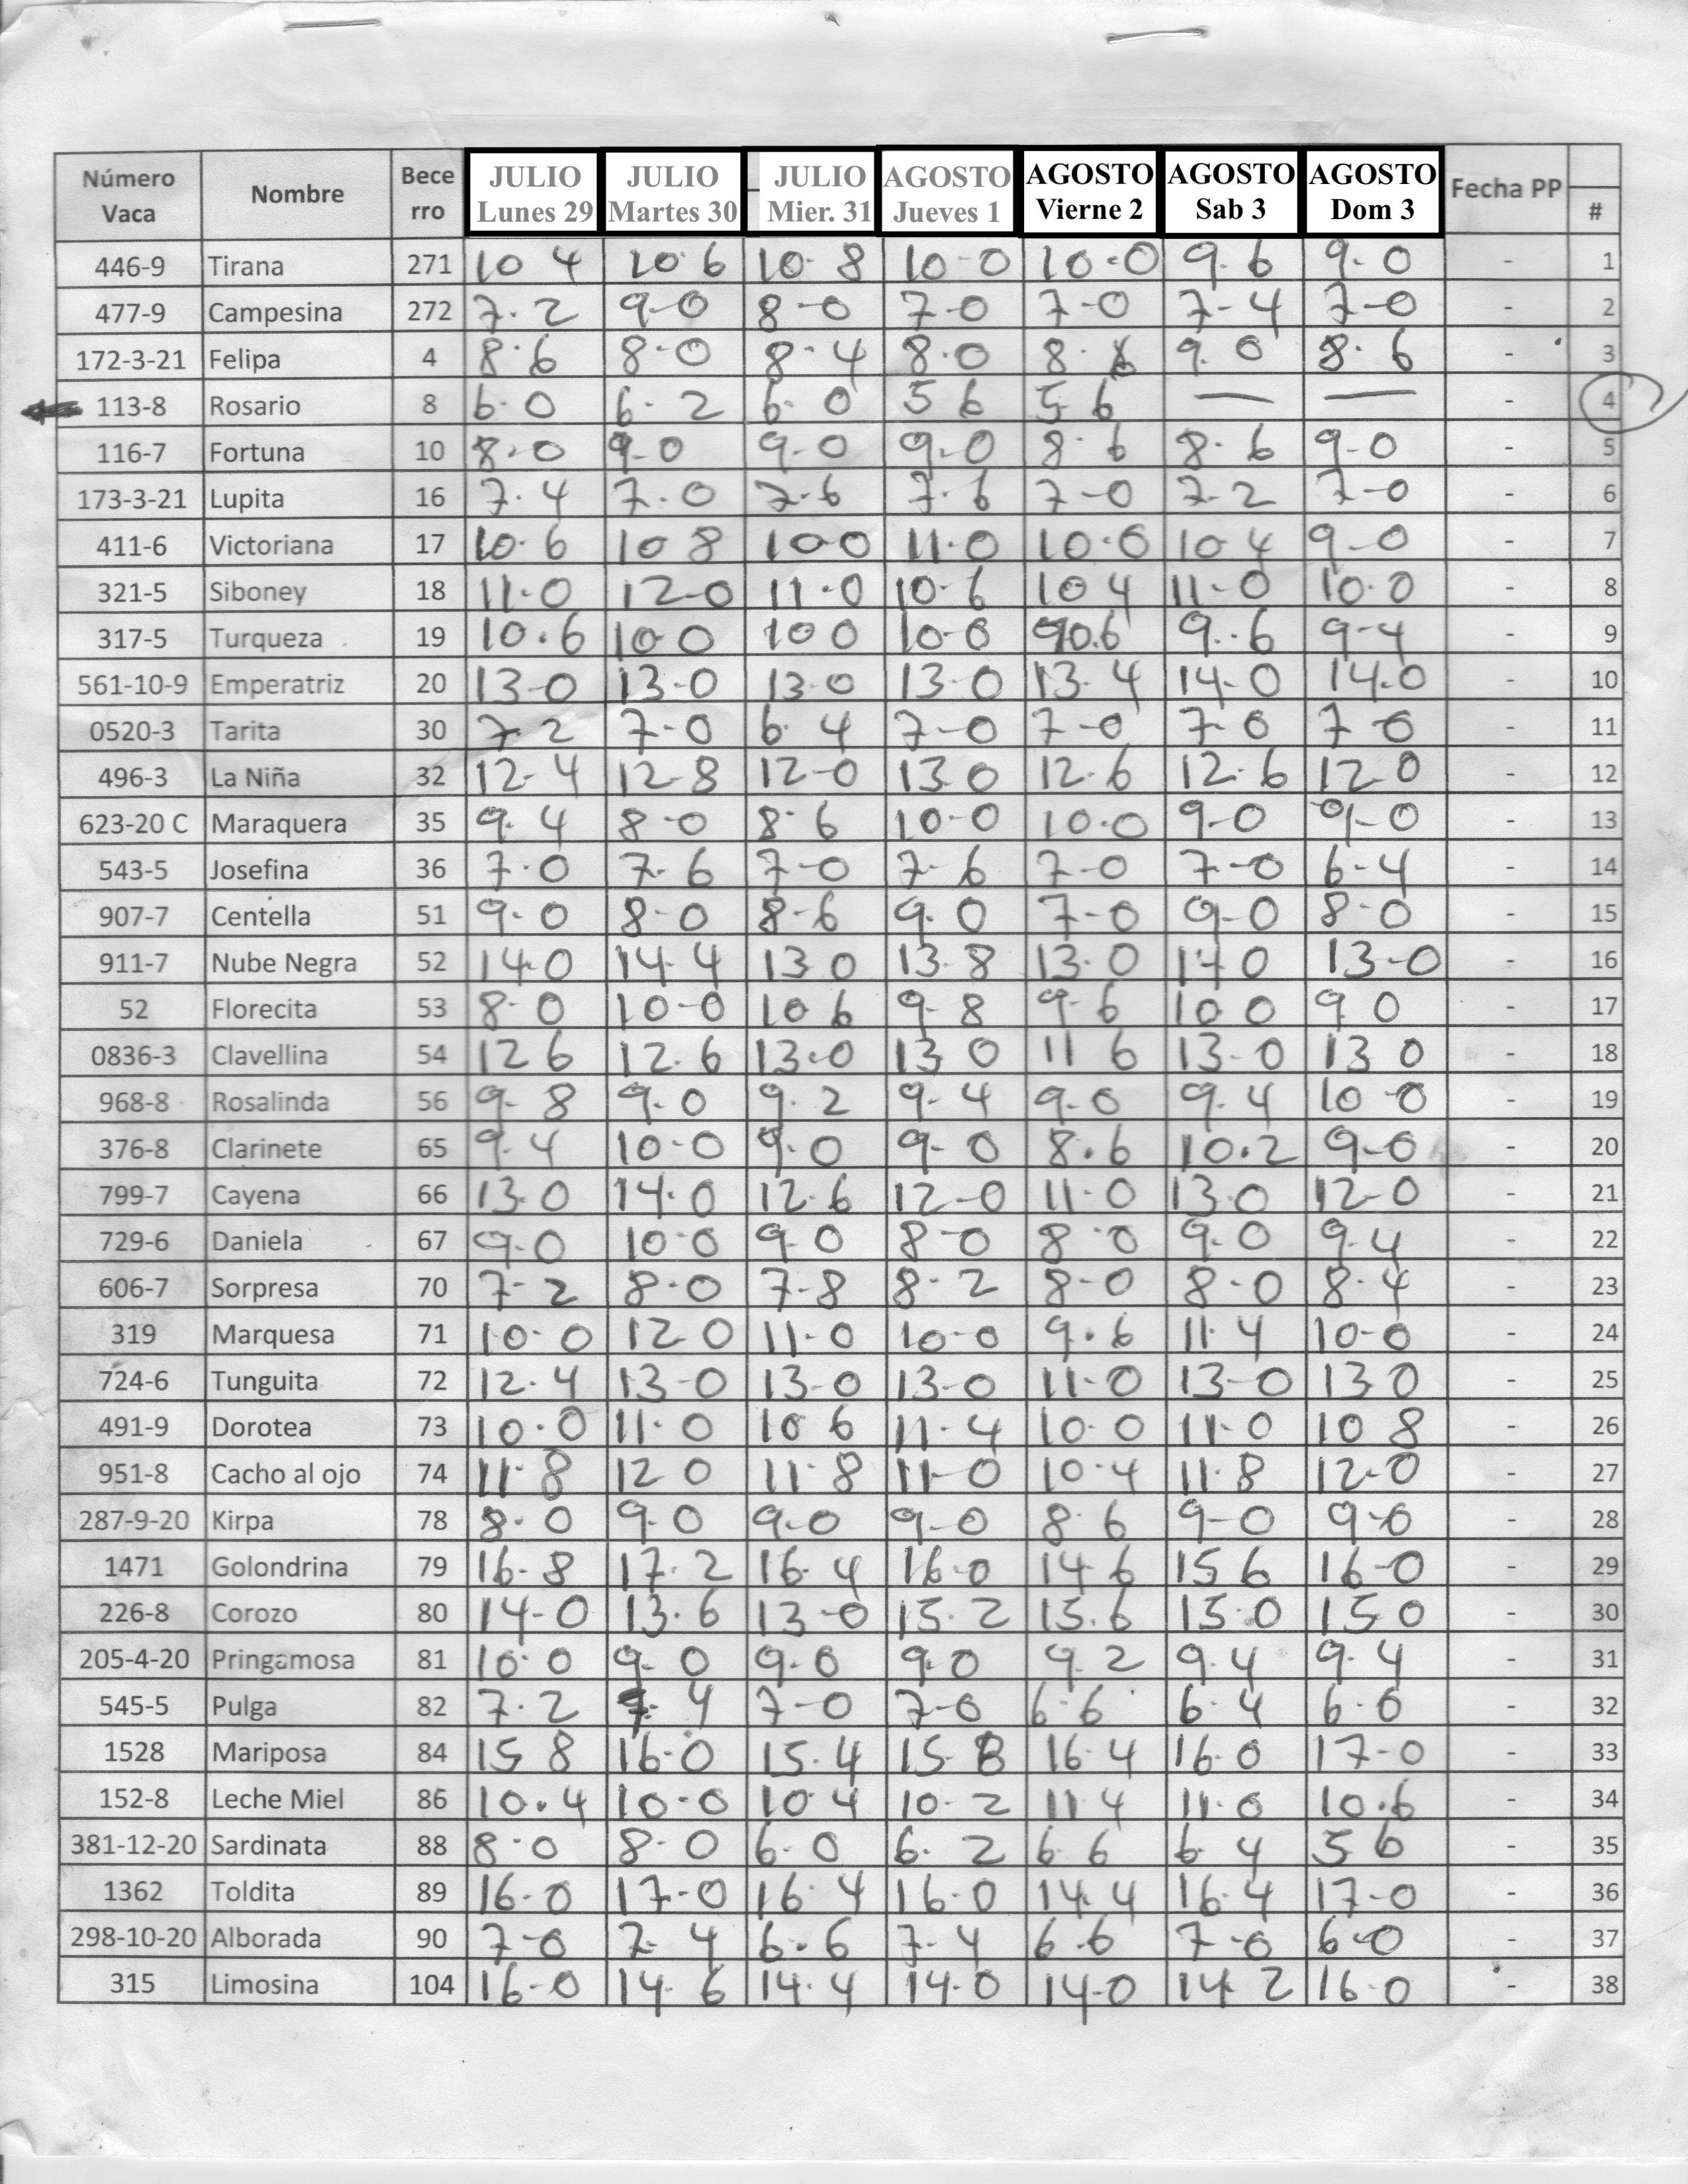 Número Vaca Nombre Bece rro JULIO Lunes 29 JULIO Martes 30 JULIO Mier. 31 AGOSTO Jueves 1 AGOSTO Vierne 2 AGOSTO Sab 3 AGOSTO Dom 3 Fecha PP #
446-9 Tirana 271 10 4 10·6 10·8 10-0 10·0 9.6 9.0 - 1
477-9 Campesina 272 7.2 9-0 8-0 7-0 7-0 7-4 7-0 - 2
172-3-21 Felipa 4 8·6 8·0 8·4 8·0 8· 9.0 8·6 - 3
113-8 Rosario 8 6.0 6.2 6.0 5 6 5 6 — — - 4
116-7 Fortuna 10 8.0 9.0 9-0 9-0 8·6 8·6 9-0 - 5
173-3-21 Lupita 16 7.4 7.0 7-6 7.6 7-0 7-2 7-0 - 6
411-6 Victoriana 17 10·6 10 8 10-0 11·0 10·0 10 4 9-0 - 7
321-5 Siboney 18 11-0 12-0 11·0 10·6 10 4 11-0 10·0 - 8
317-5 Turqueza 19 10.6 10 0 10 0 10-0 90.6 9.6 9-4 - 9
561-10-9 Emperatriz 20 13-0 13-0 13·0 13-0 13-4 14-0 14.0 - 10
0520-3 Tarita 30 7.2 7-0 6·4 7-0 7-0 7·0 7-0 - 11
496-3 La Niña 32 12-4 12-8 12-0 13 0 12·6 12·6 12-0 - 12
623-20 C Maraquera 35 9.4 8-0 8·6 10-0 10·0 9-0 9-0 - 13
543-5 Josefina 36 7·0 7-6 7-0 7-6 7-0 7-0 6-4 - 14
907-7 Centella 51 9-0 8-0 8-6 9.0 7-0 9-0 8-0 - 15
911-7 Nube Negra 52 14.0 14.4 13 0 13·8 13·0 14 0 13-0 - 16
52 Florecita 53 8·0 10-0 10 6 9-8 9-6 10 0 9 0 - 17
0836-3 Clavellina 54 12 6 12.6 13.0 13 0 11 6 13-0 13 0 - 18
968-8 Rosalinda 56 9-8 9.0 9.2 9.4 9.0 9.4 10-0 - 19
376-8 Clarinete 65 9.4 10-0 9.0 9-0 8.6 10.2 9-0 - 20
799-7 Cayena 66 13.0 14.0 12·6 12-0 11·0 13·0 12-0 - 21
729-6 Daniela 67 9-0 10·0 9.0 8-0 8·0 9.0 9.4 - 22
606-7 Sorpresa 70 7-2 8·0 7-8 8·2 8-0 8-0 8·4 - 23
319 Marquesa 71 10·0 12 0 11-0 10-0 9.6 11·4 10-0 - 24
724-6 Tunguita 72 12·4 13-0 13-0 13-0 11-0 13-0 13 0 - 25
491-9 Dorotea 73 10·0 11·0 10 6 11-4 10·0 11-0 10 8 - 26
951-8 Cacho al ojo 74 11·8 12 0 11·8 11-0 10·4 11·8 12-0 - 27
287-9-20 Kirpa 78 8·0 9.0 9-0 9-0 8·6 9-0 9-0 - 28
1471 Golondrina 79 16-8 17·2 16·4 16·0 14 6 15 6 16-0 - 29
226-8 Corozo 80 14-0 13·6 13-0 15·2 15.6 15·0 15 0 - 30
205-4-20 Pringamosa 81 10·0 9-0 9·0 9.0 9.2 9.4 9.4 - 31
545-5 Pulga 82 7·2 4 7-0 7-0 6·6 6·4 6·0 - 32
1528 Mariposa 84 15 8 16-0 15·4 15·8 16·4 16·0 17-0 - 33
152-8 Leche Miel 86 10.4 10-0 10 4 10·2 11 4 11·0 10.6 - 34
381-12-20 Sardinata 88 8·0 8·0 6·0 6·2 6·6 6·4 5 6 - 35
1362 Toldita 89 16-0 17-0 16·4 16·0 14.4 16·4 17-0 - 36
298-10-20 Alborada 90 7-0 7-4 6.6 7-4 6.6 7-0 6-0 - 37
315 Limosina 104 16-0 14·6 14·4 14·0 14-0 14 2 16·0 - 38